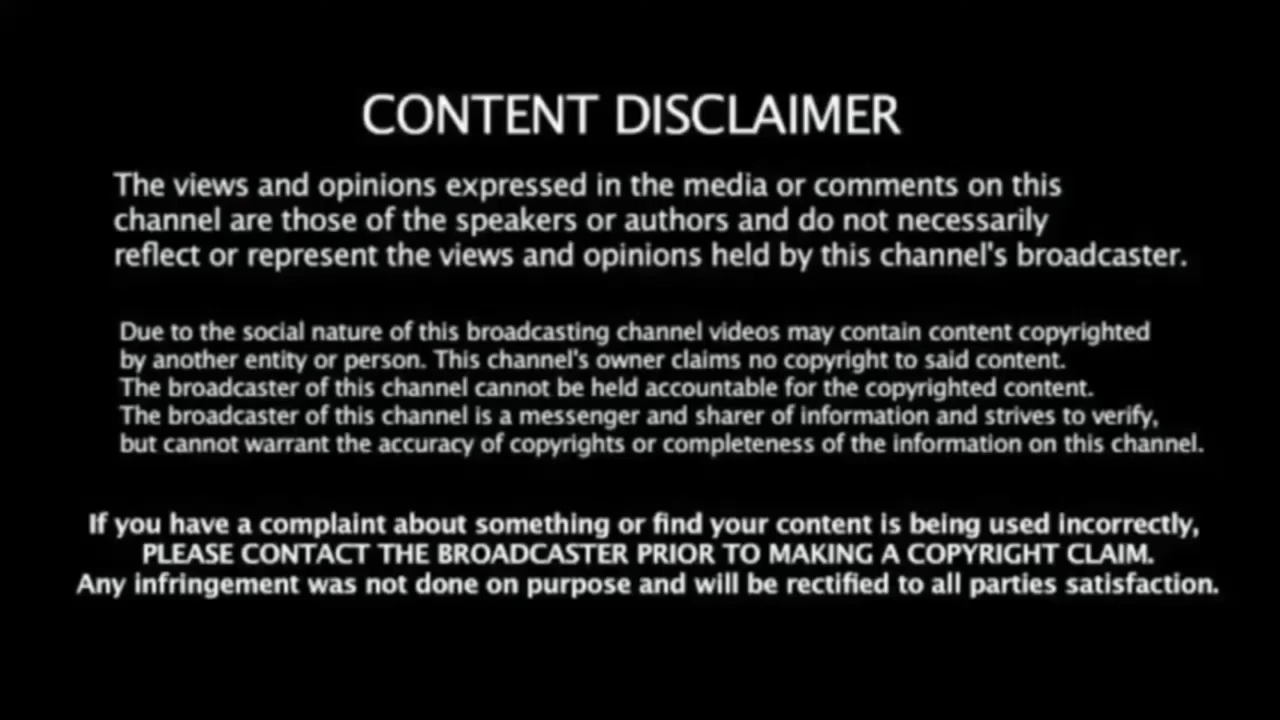 CONTENT DISCLAIMER
The views and opinions expressed in the media or comments on this
channel are those of the speakers or authors and do not necessarily
reflect or represent the views and opinions held by this channel's broadcaster.
Due to the social nature of this broadcasting channel videos may contain content copyrighted
by another entity or person. This channel's owner claims no copyright to said content.
The broadcaster of this channel cannot be held accountable for the copyrighted content.
The broadcaster of this channel is a messenger and sharer of information and strives to verify,
but cannot warrant the accuracy of copyrights or completeness of the information on this channel.
If you have a complaint about something or find your content is being used incorrectly,
PLEASE CONTACT THE BROADCASTER PRIOR TO MAKING A COPYRIGHT CLAIM.
Any infringement was not done on purpose and will be rectified to all parties satisfaction.